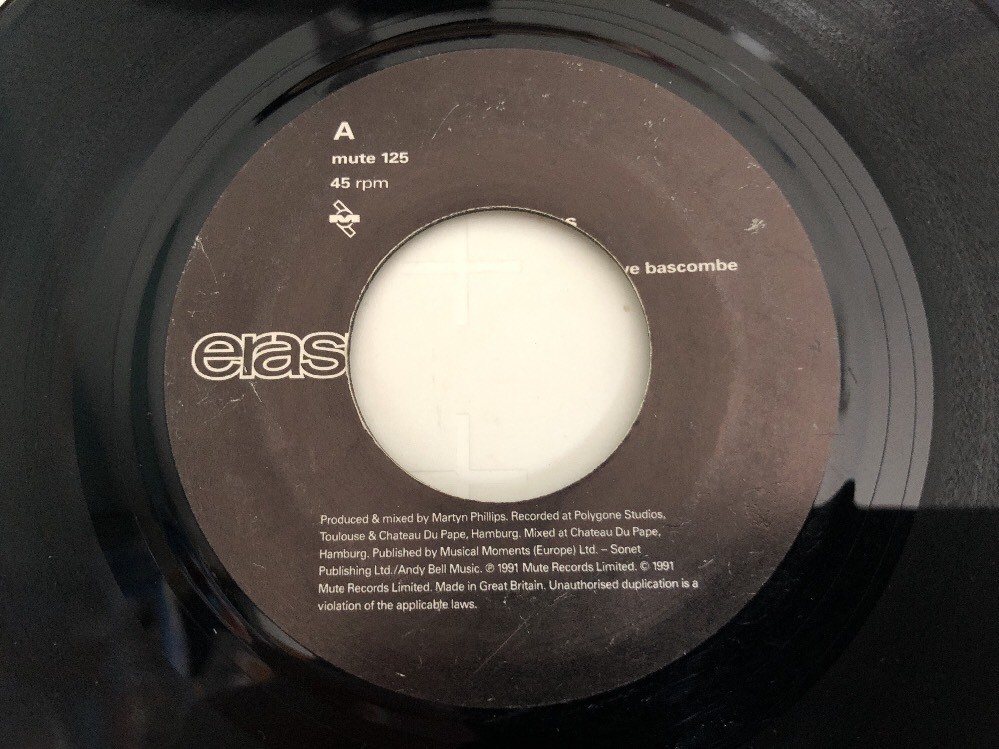 A
mute 125
45 rpm
s
ve bascombe
eras
Produced & mixed by Martyn Phillips. Recorded at Polygone Studios,
Toulouse & Chateau Du Pape, Hamburg. Mixed at Chateau Du Pape,
Hamburg. Published by Musical Moments (Europe) Ltd. – Sonet
Publishing Ltd./Andy Bell Music. ℗ 1991 Mute Records Limited. © 1991
Mute Records Limited. Made in Great Britain. Unauthorised duplication is a
violation of the applicable laws.